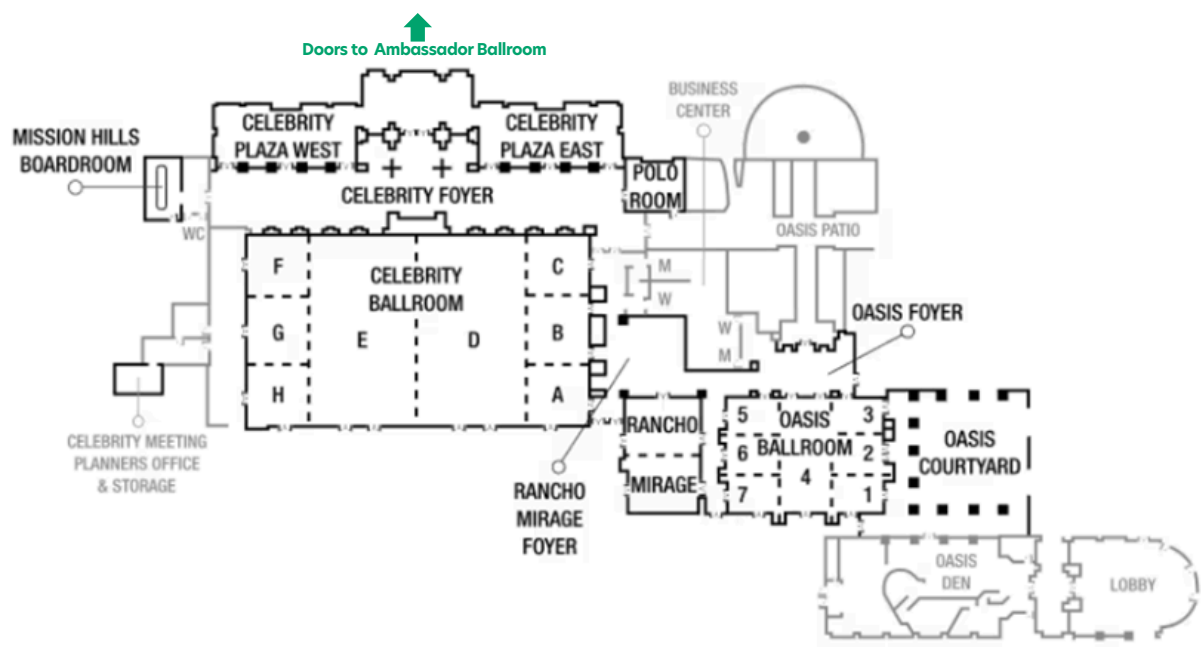 Doors to Ambassador Ballroom
MISSION HILLS
BOARDROOM
CELEBRITY
PLAZA WEST
CELEBRITY
PLAZA EAST
BUSINESS
CENTER
POLO
ROOM
CELEBRITY FOYER
WC
OASIS PATIO
F
CELEBRITY
BALLROOM
C
M
W
G
E
D
B
W
M
OASIS FOYER
H
A
CELEBRITY MEETING
PLANNERS OFFICE
& STORAGE
RANCHO
MIRAGE
5
OASIS
BALLROOM
3
6
2
4
7
1
OASIS
COURTYARD
RANCHO
MIRAGE
FOYER
OASIS
DEN
LOBBY